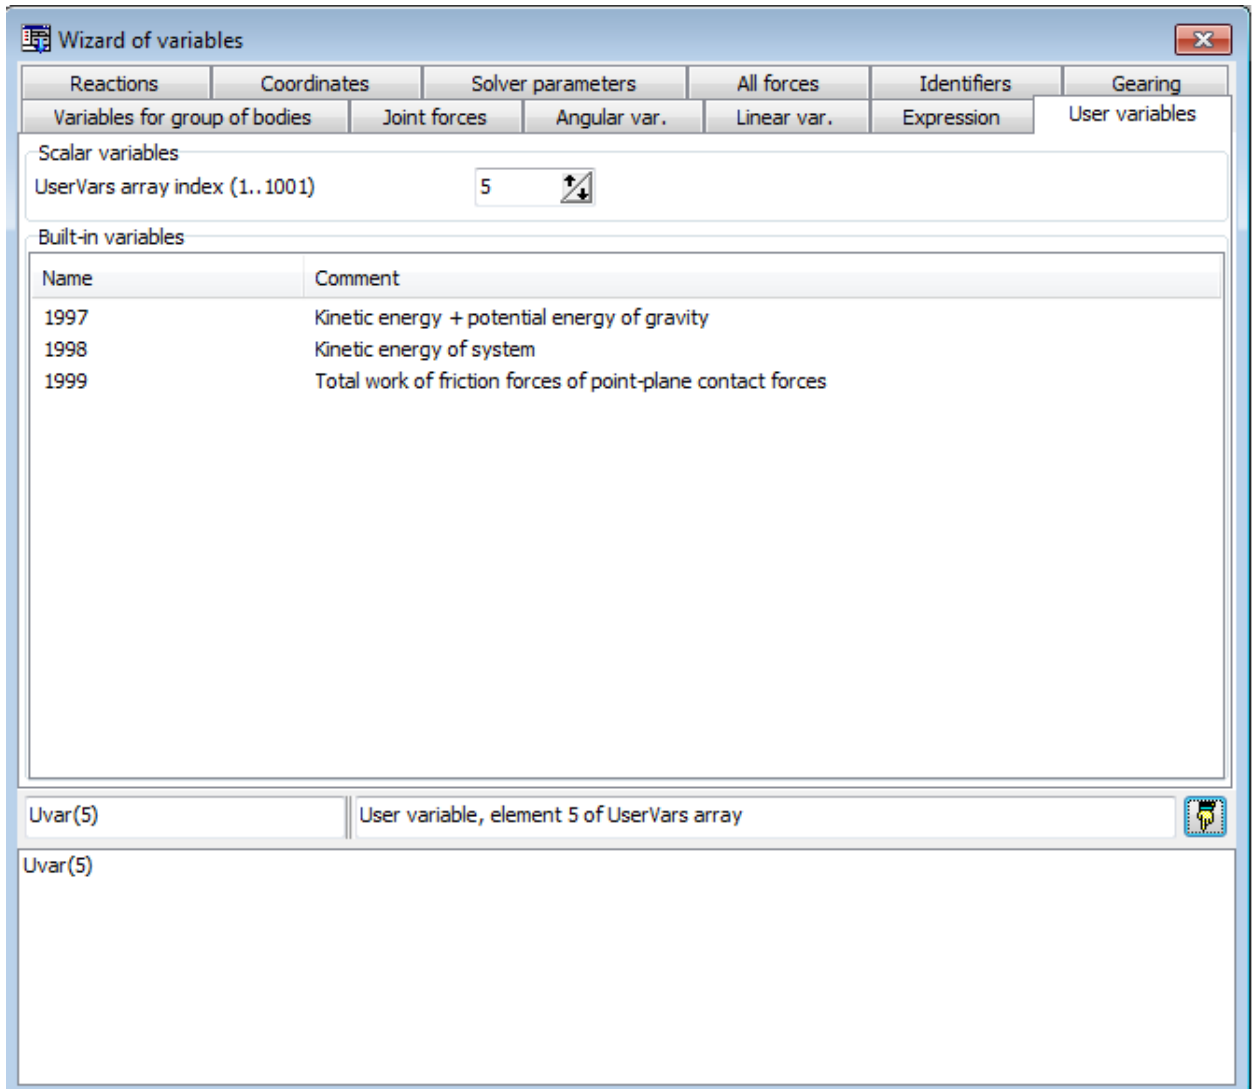 Wizard of variables
Reactions Coordinates Solver parameters All forces Identifiers Gearing
Variables for group of bodies Joint forces Angular var. Linear var. Expression User variables
Scalar variables
UserVars array index (1..1001) 5
Built-in variables
Name Comment
1997 Kinetic energy + potential energy of gravity
1998 Kinetic energy of system
1999 Total work of friction forces of point-plane contact forces
Uvar(5) User variable, element 5 of UserVars array
Uvar(5)